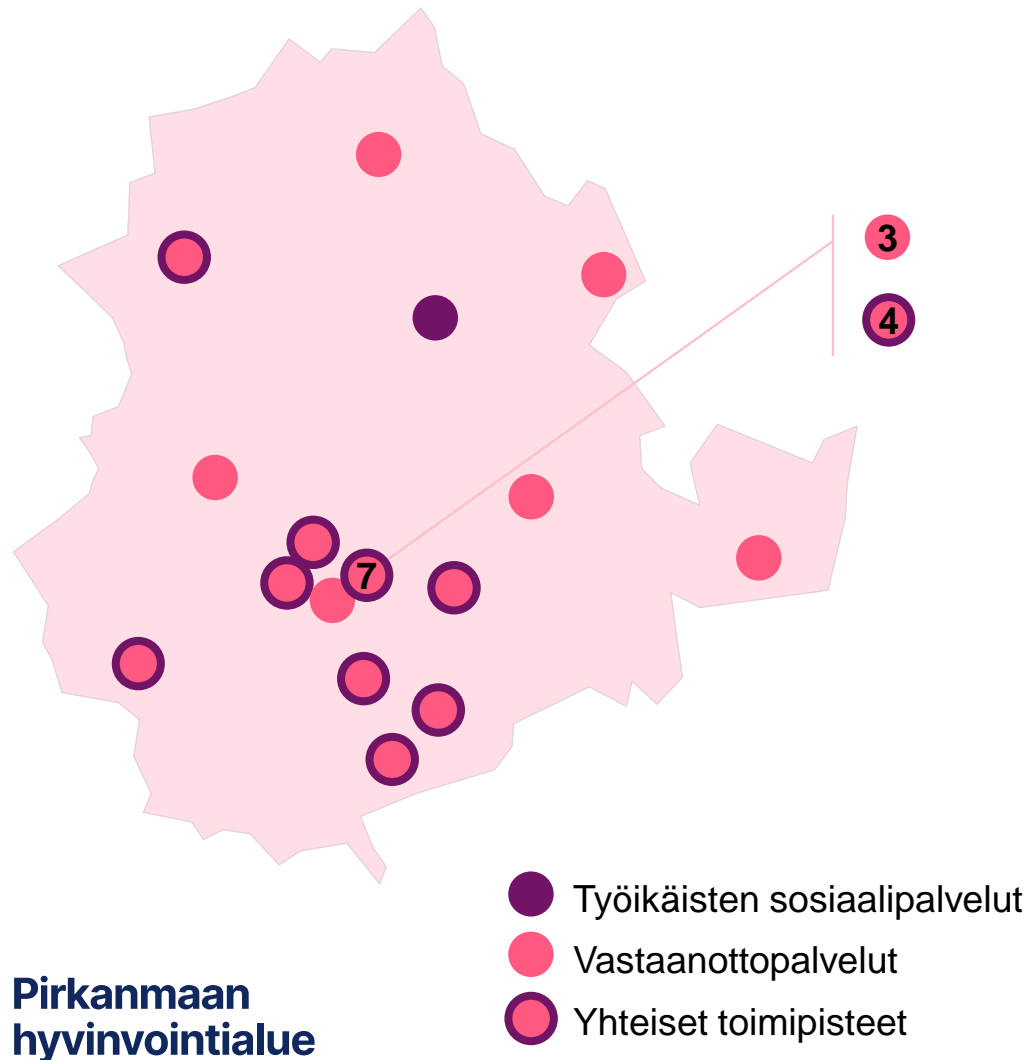 3
4
7
Työikäisten sosiaalipalvelut
Vastaanottopalvelut
Yhteiset toimipisteet
Pirkanmaan
hyvinvointialue